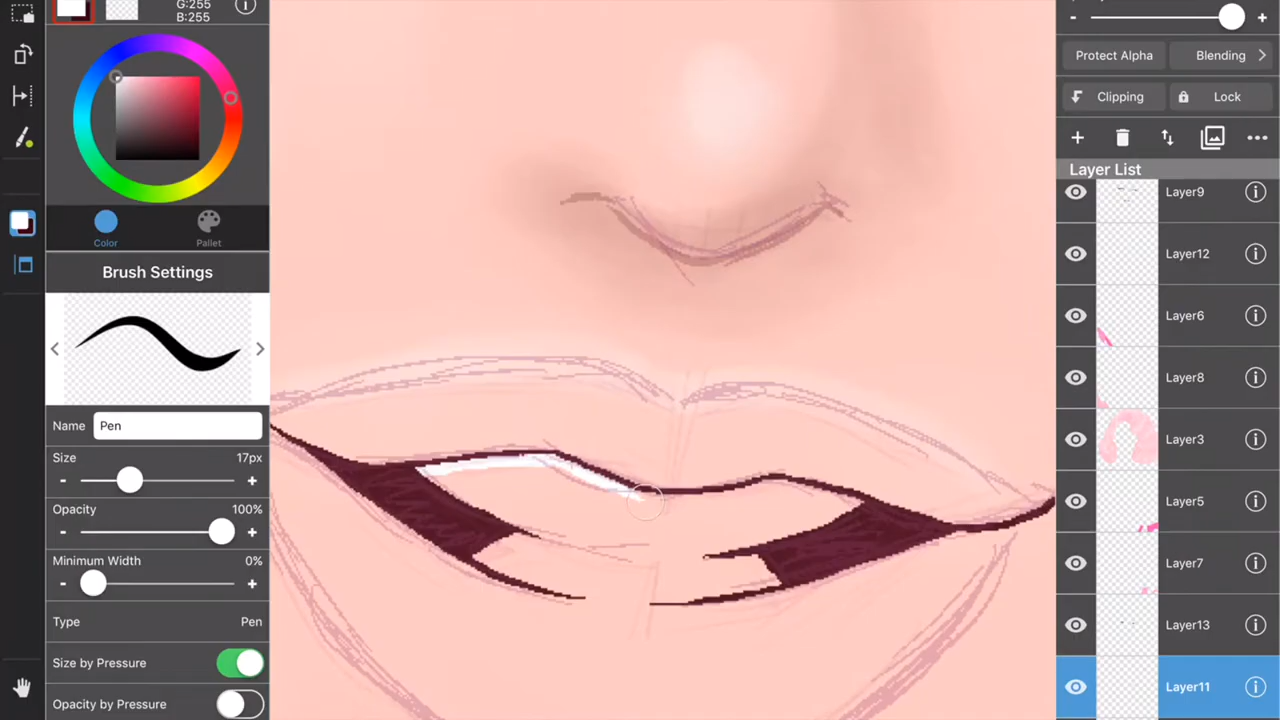 G:255
B:255
Color
Pallet
Brush Settings
Name Pen
Size 17px
- +
Opacity 100%
- +
Minimum Width 0%
- +
Type Pen
Size by Pressure
Opacity by Pressure
- +
Protect Alpha Blending
Clipping Lock
Layer List
Layer9
Layer12
Layer6
Layer8
Layer3
Layer5
Layer7
Layer13
Layer11